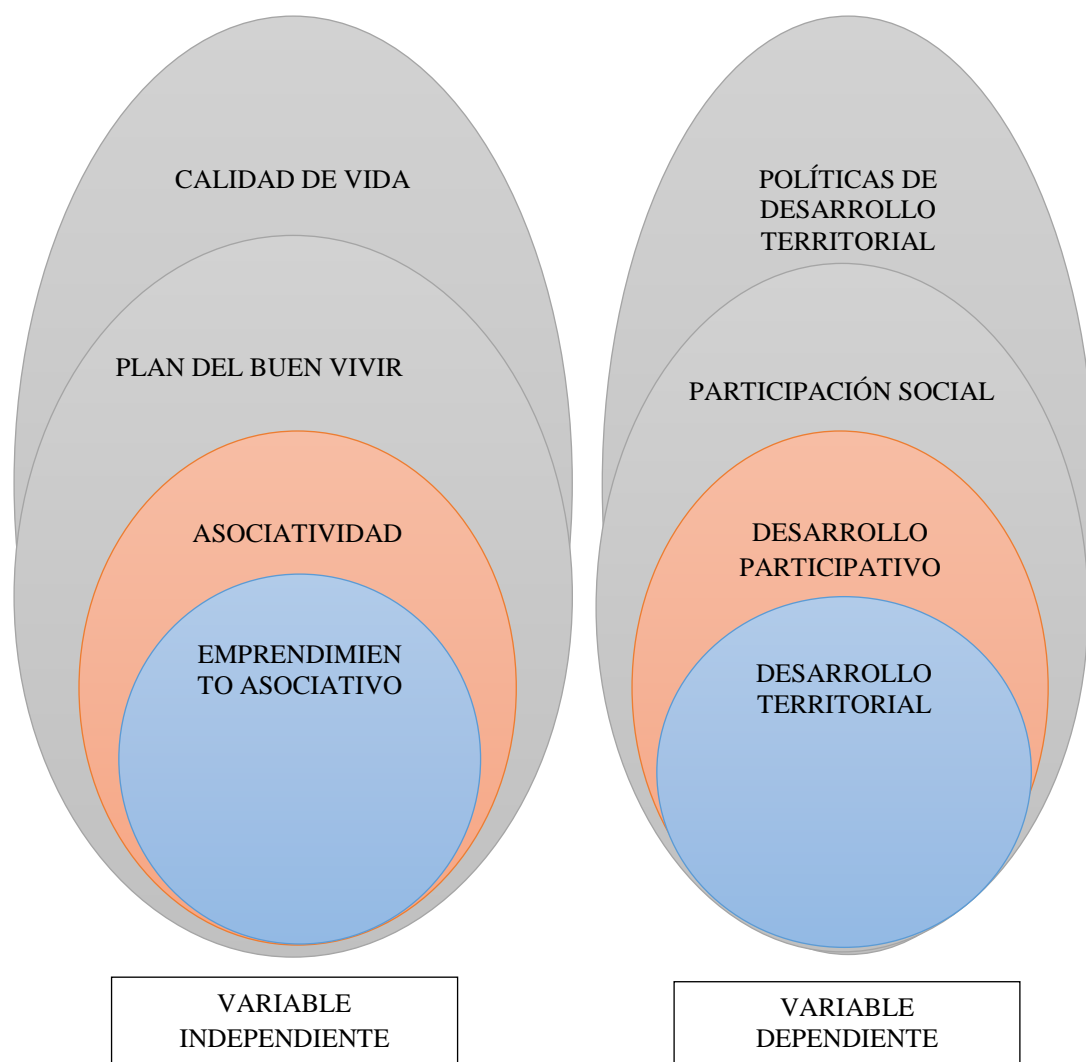 CALIDAD DE VIDA
PLAN DEL BUEN VIVIR
ASOCIATIVIDAD
EMPRENDIMIEN
TO ASOCIATIVO
VARIABLE
INDEPENDIENTE
POLÍTICAS DE
DESARROLLO
TERRITORIAL
PARTICIPACIÓN SOCIAL
DESARROLLO
PARTICIPATIVO
DESARROLLO
TERRITORIAL
VARIABLE
DEPENDIENTE